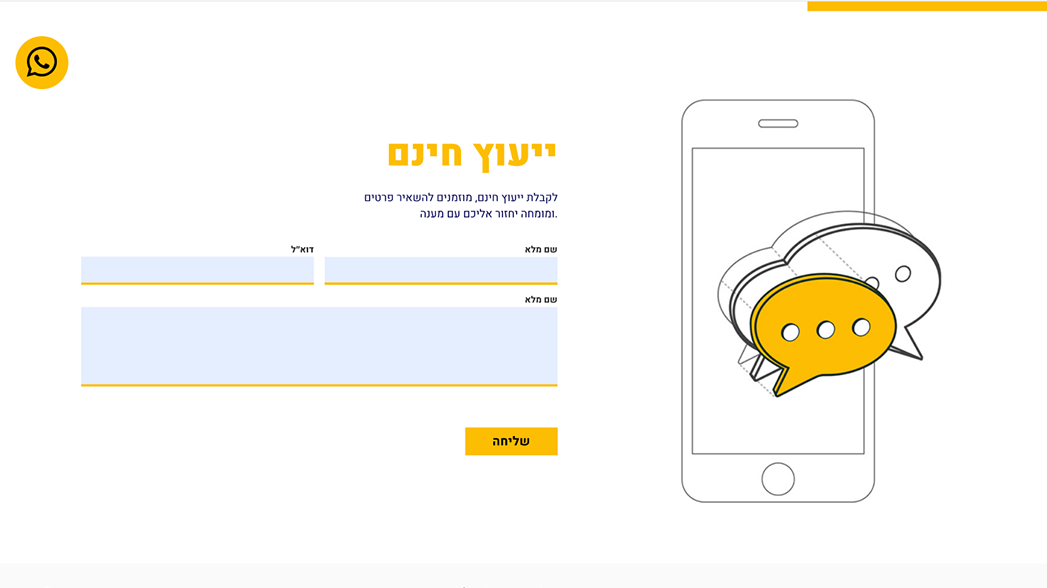 ייעוץ חינם
לקבלת ייעוץ חינם, מוזמנים להשאיר פרטים
.ומומחה יחזור אליכם עם מענה
שם מלא
דוא״ל
שם מלא
שליחה